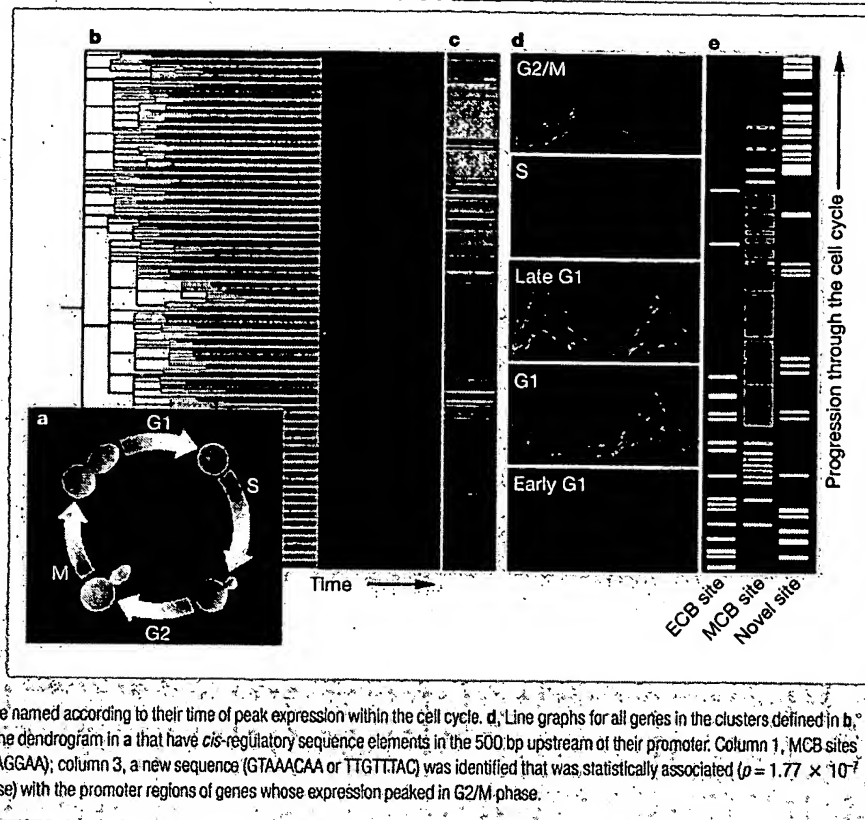 b
c
d
e
G2/M
S
Late G1
G1
Early G1
Progression through the cell cycle
a
G1
S
G2
M
Time
ECB site
MCB site
Novel site
e named according to their time of peak expression within the cell cycle. d, Line graphs for all genes in the clusters defined in b,
ne dendrogram in a that have cis-regulatory sequence elements in the 500 bp upstream of their promoter. Column 1, MCB sites
AGGAA); column 3, a new sequence (GTAAACAA or TTGTTTAC) was identified that was statistically associated (p = 1.77 × 10⁻⁷
se) with the promoter regions of genes whose expression peaked in G2/M phase.